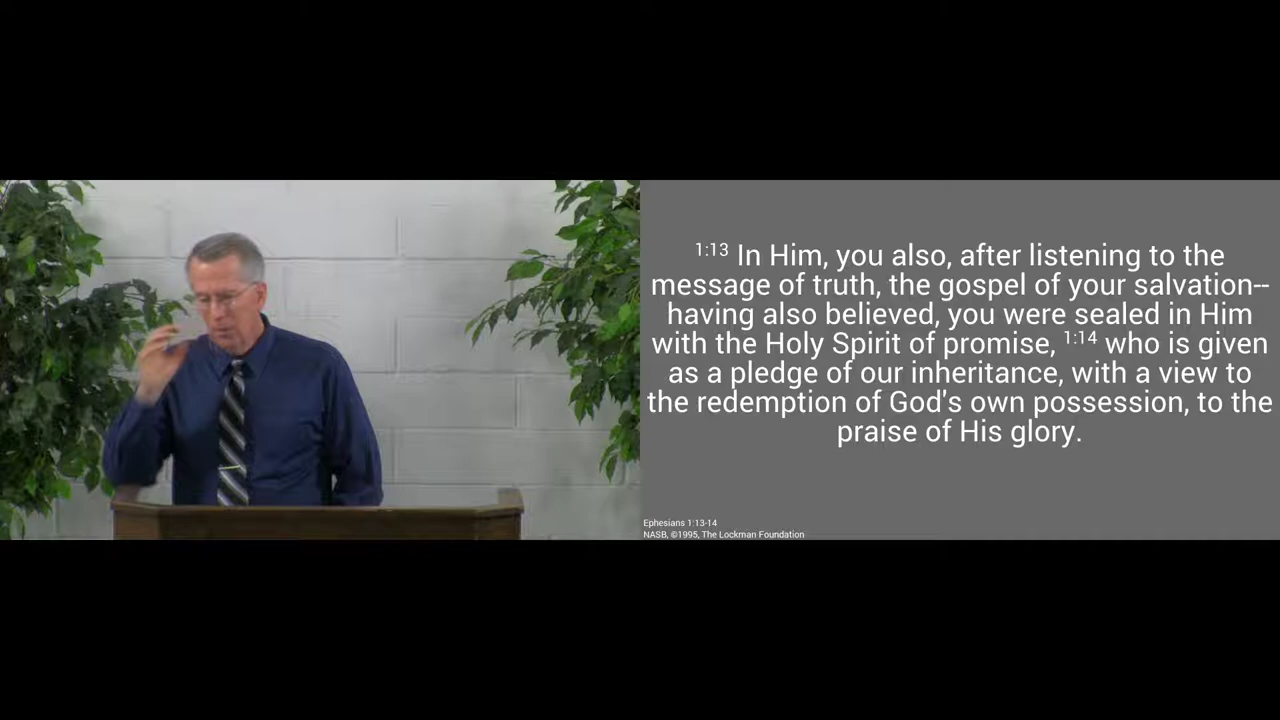 1:13 In Him, you also, after listening to the
message of truth, the gospel of your salvation--
having also believed, you were sealed in Him
with the Holy Spirit of promise, 1:14 who is given
as a pledge of our inheritance, with a view to
the redemption of God's own possession, to the
praise of His glory.
Ephesians 1:13-14
NASB, ©1995, The Lockman Foundation